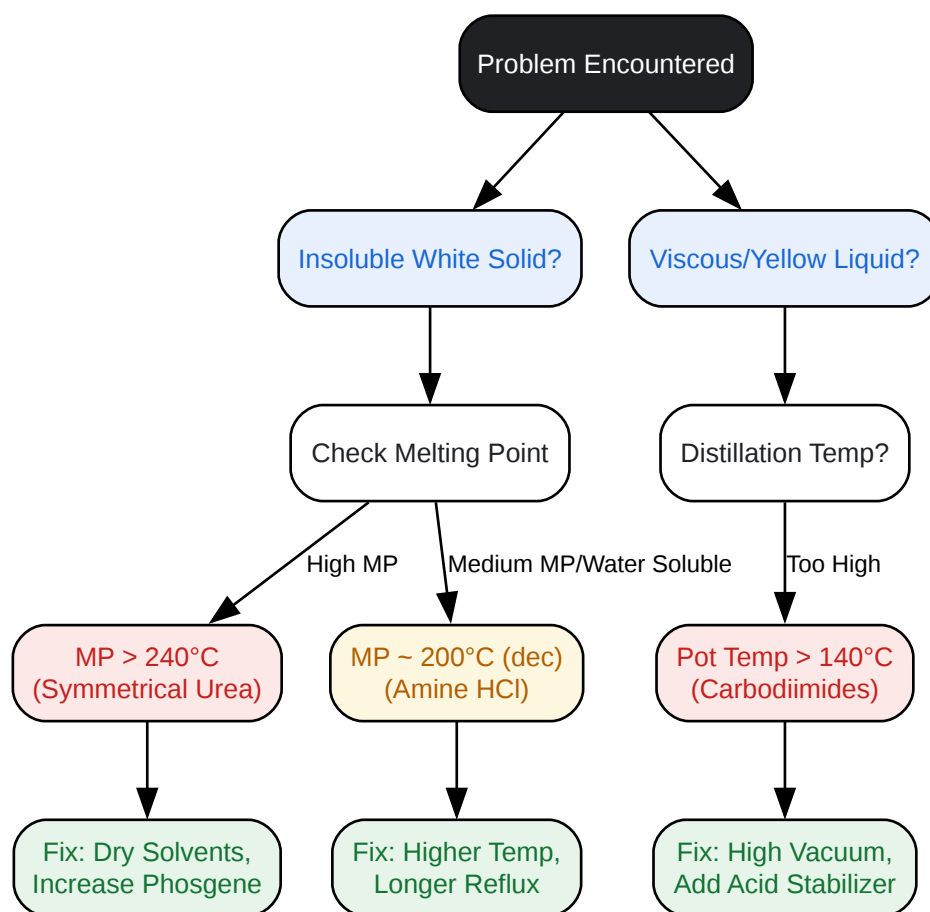 Problem Encountered
Insoluble White Solid?
Viscous/Yellow Liquid?
Check Melting Point
Distillation Temp?
High MP
Medium MP/Water Soluble
Too High
MP > 240°C
(Symmetrical Urea)
MP ~ 200°C (dec)
(Amine HCl)
Pot Temp > 140°C
(Carbodiimides)
Fix: Dry Solvents,
Increase Phosgene
Fix: Higher Temp,
Longer Reflux
Fix: High Vacuum,
Add Acid Stabilizer